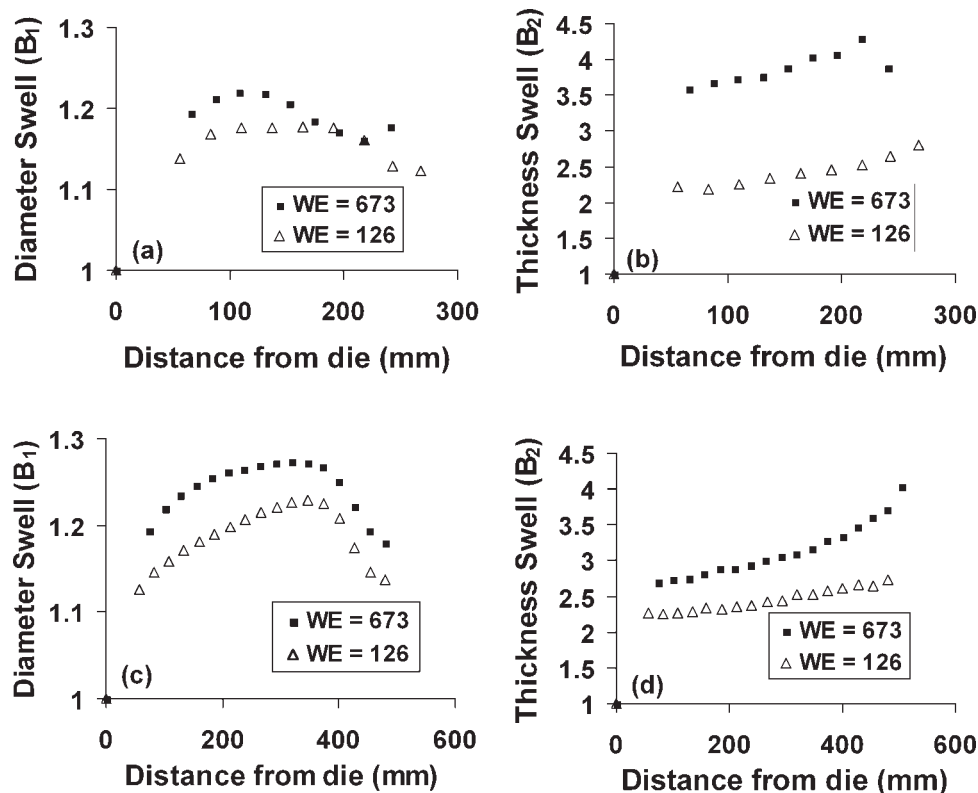 Diameter Swell (B1)
1.3
1.2
1.1
1
0
100
200
300
■ WE = 673
△ WE = 126
(a)
Distance from die (mm)
Thickness Swell (B2)
4.5
4
3.5
3
2.5
2
1.5
1
0
100
200
300
■ WE = 673
△ WE = 126
(b)
Distance from die (mm)
Diameter Swell (B1)
1.3
1.2
1.1
1
0
200
400
600
■ WE = 673
△ WE = 126
(c)
Distance from die (mm)
Thickness Swell (B2)
4.5
4
3.5
3
2.5
2
1.5
1
0
200
400
600
■ WE = 673
△ WE = 126
(d)
Distance from die (mm)